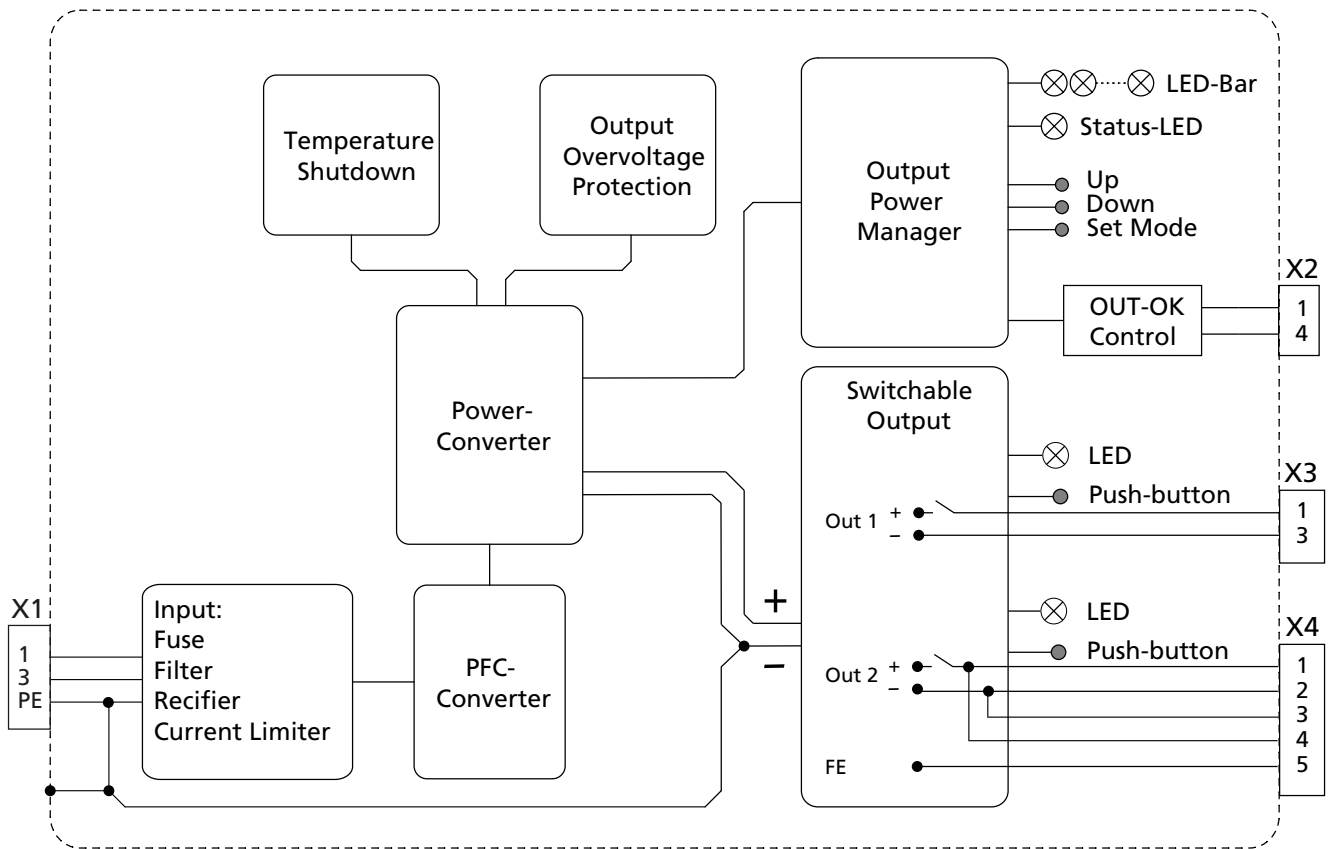 Temperature
Shutdown
Output
Overvoltage
Protection
Output
Power
Manager
LED-Bar
Status-LED
Up
Down
Set Mode
OUT-OK
Control
X2
1
4
Power-
Converter
Switchable
Output
LED
Push-button
Out 1 + −
X3
1
3
LED
Push-button
Out 2 + −
FE
X4
1
2
3
4
5
+
−
X1
1
3
PE
Input:
Fuse
Filter
Rectifier
Current Limiter
PFC-
Converter